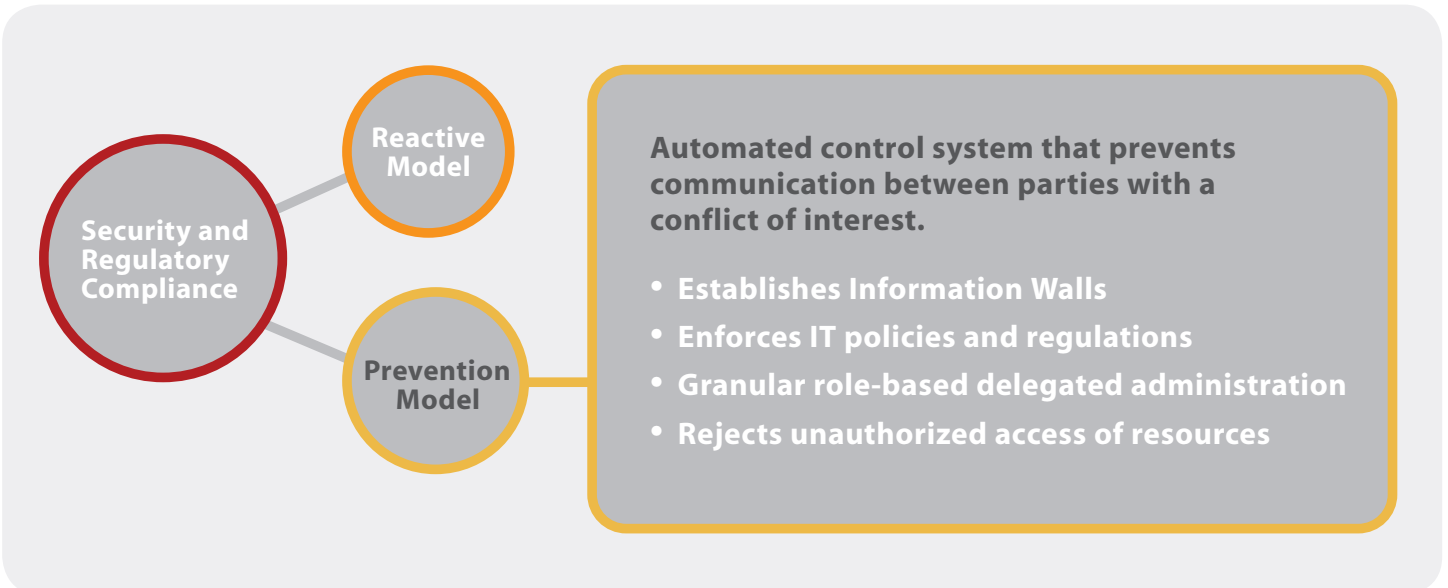 Security and
Regulatory
Compliance
Reactive
Model
Prevention
Model
Automated control system that prevents
communication between parties with a
conflict of interest.
• Establishes Information Walls
• Enforces IT policies and regulations
• Granular role-based delegated administration
• Rejects unauthorized access of resources